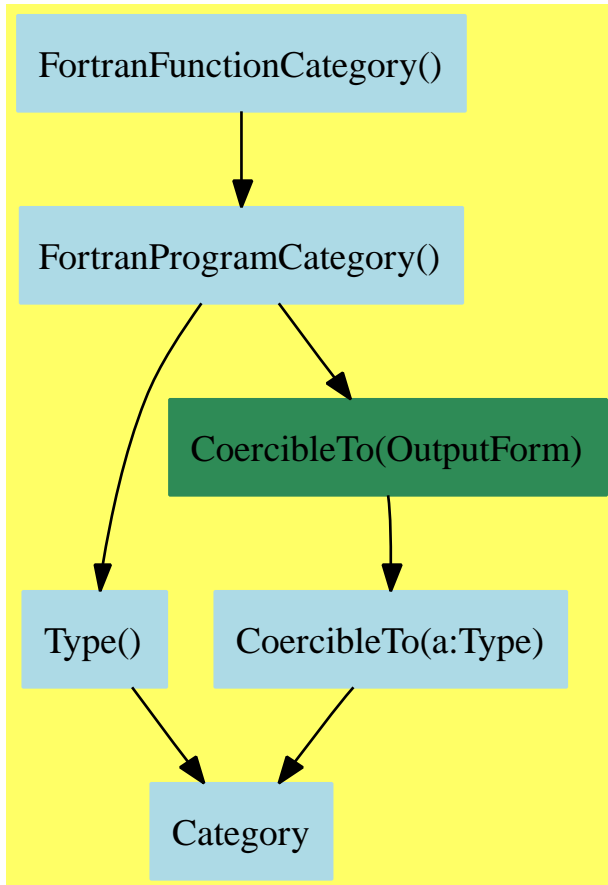 FortranFunctionCategory()
FortranProgramCategory()
CoercibleTo(OutputForm)
Type()
CoercibleTo(a:Type)
Category